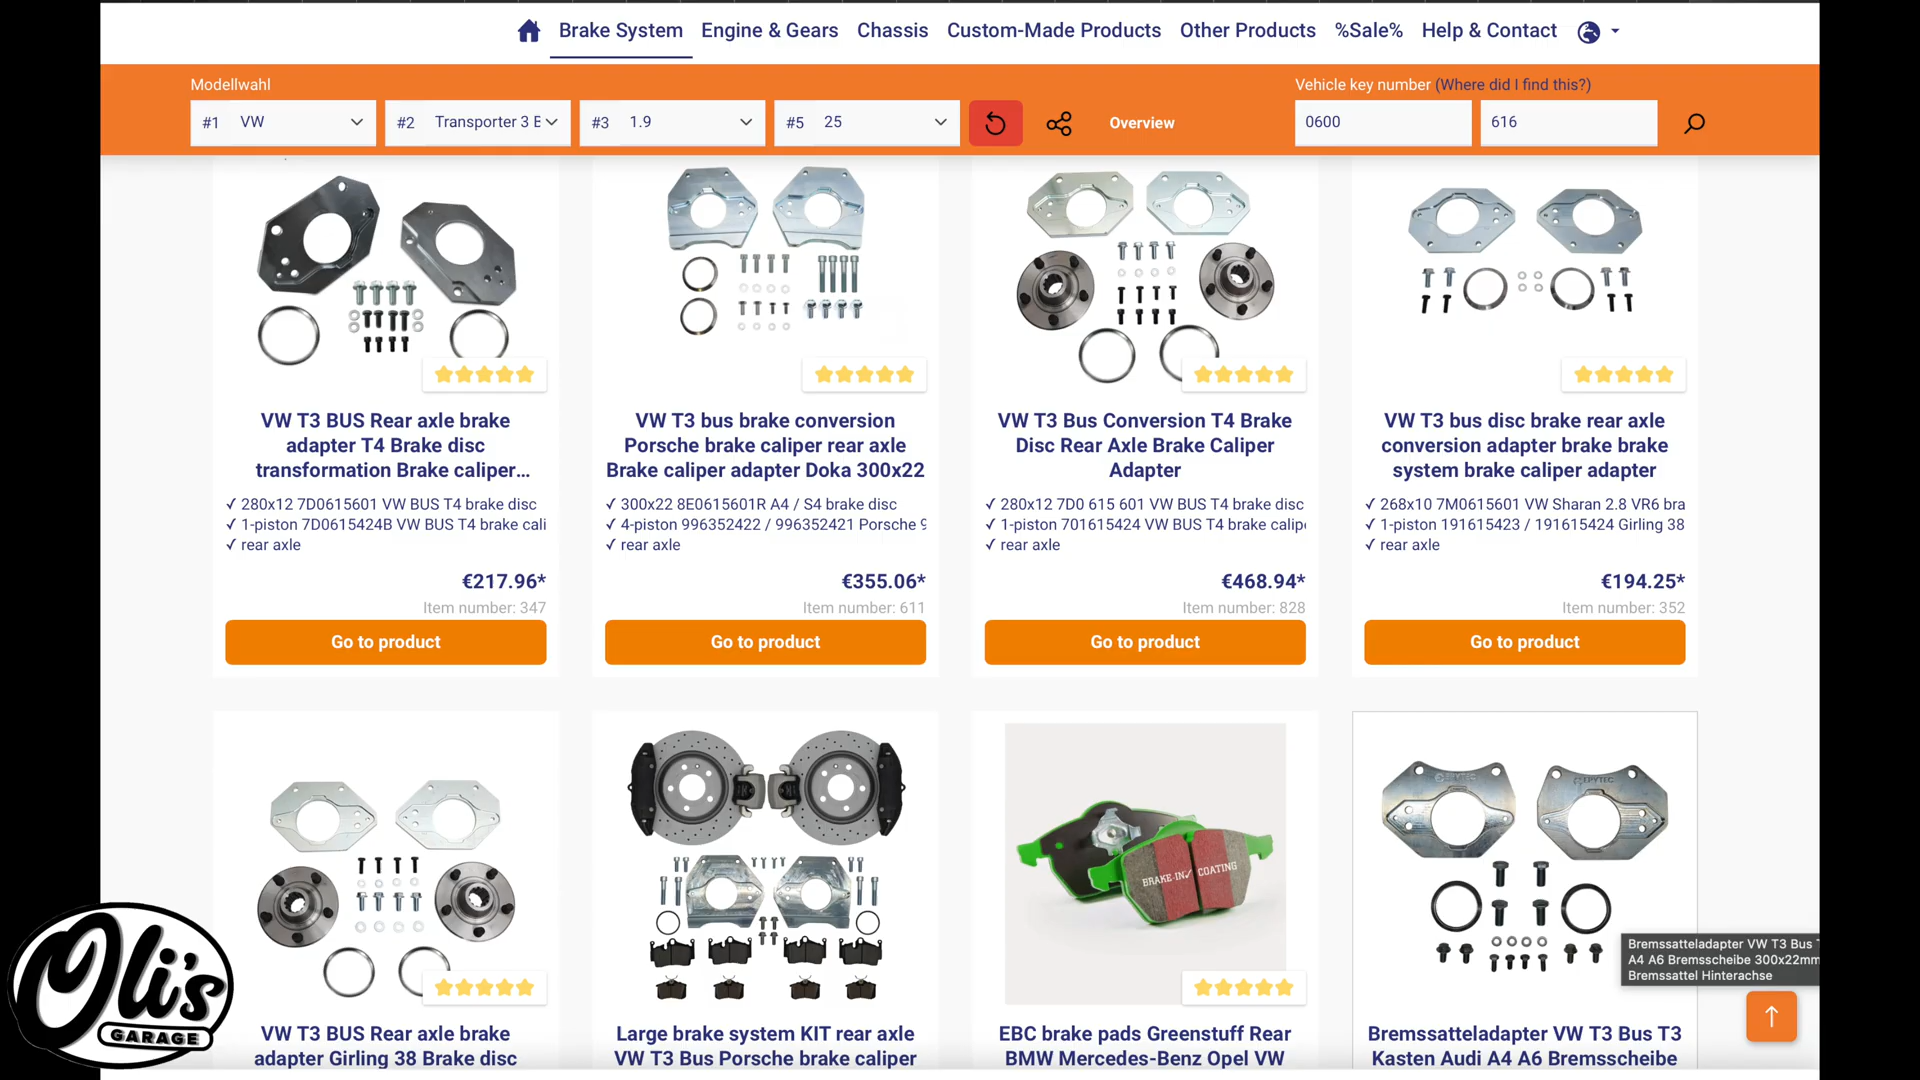 Brake System
Engine & Gears
Chassis
Custom-Made Products
Other Products
%Sale%
Help & Contact
Modellwahl
Vehicle key number (Where did I find this?)
#1 VW
#2 Transporter 3 E
#3 1.9
#5 25
Overview
0600
616
VW T3 BUS Rear axle brake
adapter T4 Brake disc
transformation Brake caliper...
✓ 280x12 7D0615601 VW BUS T4 brake disc
✓ 1-piston 7D0615424B VW BUS T4 brake cali
✓ rear axle
€217.96*
Item number: 347
Go to product
VW T3 bus brake conversion
Porsche brake caliper rear axle
Brake caliper adapter Doka 300x22
✓ 300x22 8E0615601R A4 / S4 brake disc
✓ 4-piston 996352422 / 996352421 Porsche 9
✓ rear axle
€355.06*
Item number: 611
Go to product
VW T3 Bus Conversion T4 Brake
Disc Rear Axle Brake Caliper
Adapter
✓ 280x12 7D0 615 601 VW BUS T4 brake disc
✓ 1-piston 701615424 VW BUS T4 brake calip
✓ rear axle
€468.94*
Item number: 828
Go to product
VW T3 bus disc brake rear axle
conversion adapter brake brake
system brake caliper adapter
✓ 268x10 7M0615601 VW Sharan 2.8 VR6 bra
✓ 1-piston 191615423 / 191615424 Girling 38
✓ rear axle
€194.25*
Item number: 352
Go to product
VW T3 BUS Rear axle brake
adapter Girling 38 Brake disc
Large brake system KIT rear axle
VW T3 Bus Porsche brake caliper
BRAKE-IN COATING
EBC brake pads Greenstuff Rear
BMW Mercedes-Benz Opel VW
EPYTEC
EPYTEC
Bremssatteladapter VW T3 Bus T
A4 A6 Bremsscheibe 300x22mm
Bremssattel Hinterachse
Bremssatteladapter VW T3 Bus T3
Kasten Audi A4 A6 Bremsscheibe
Oli's
GARAGE